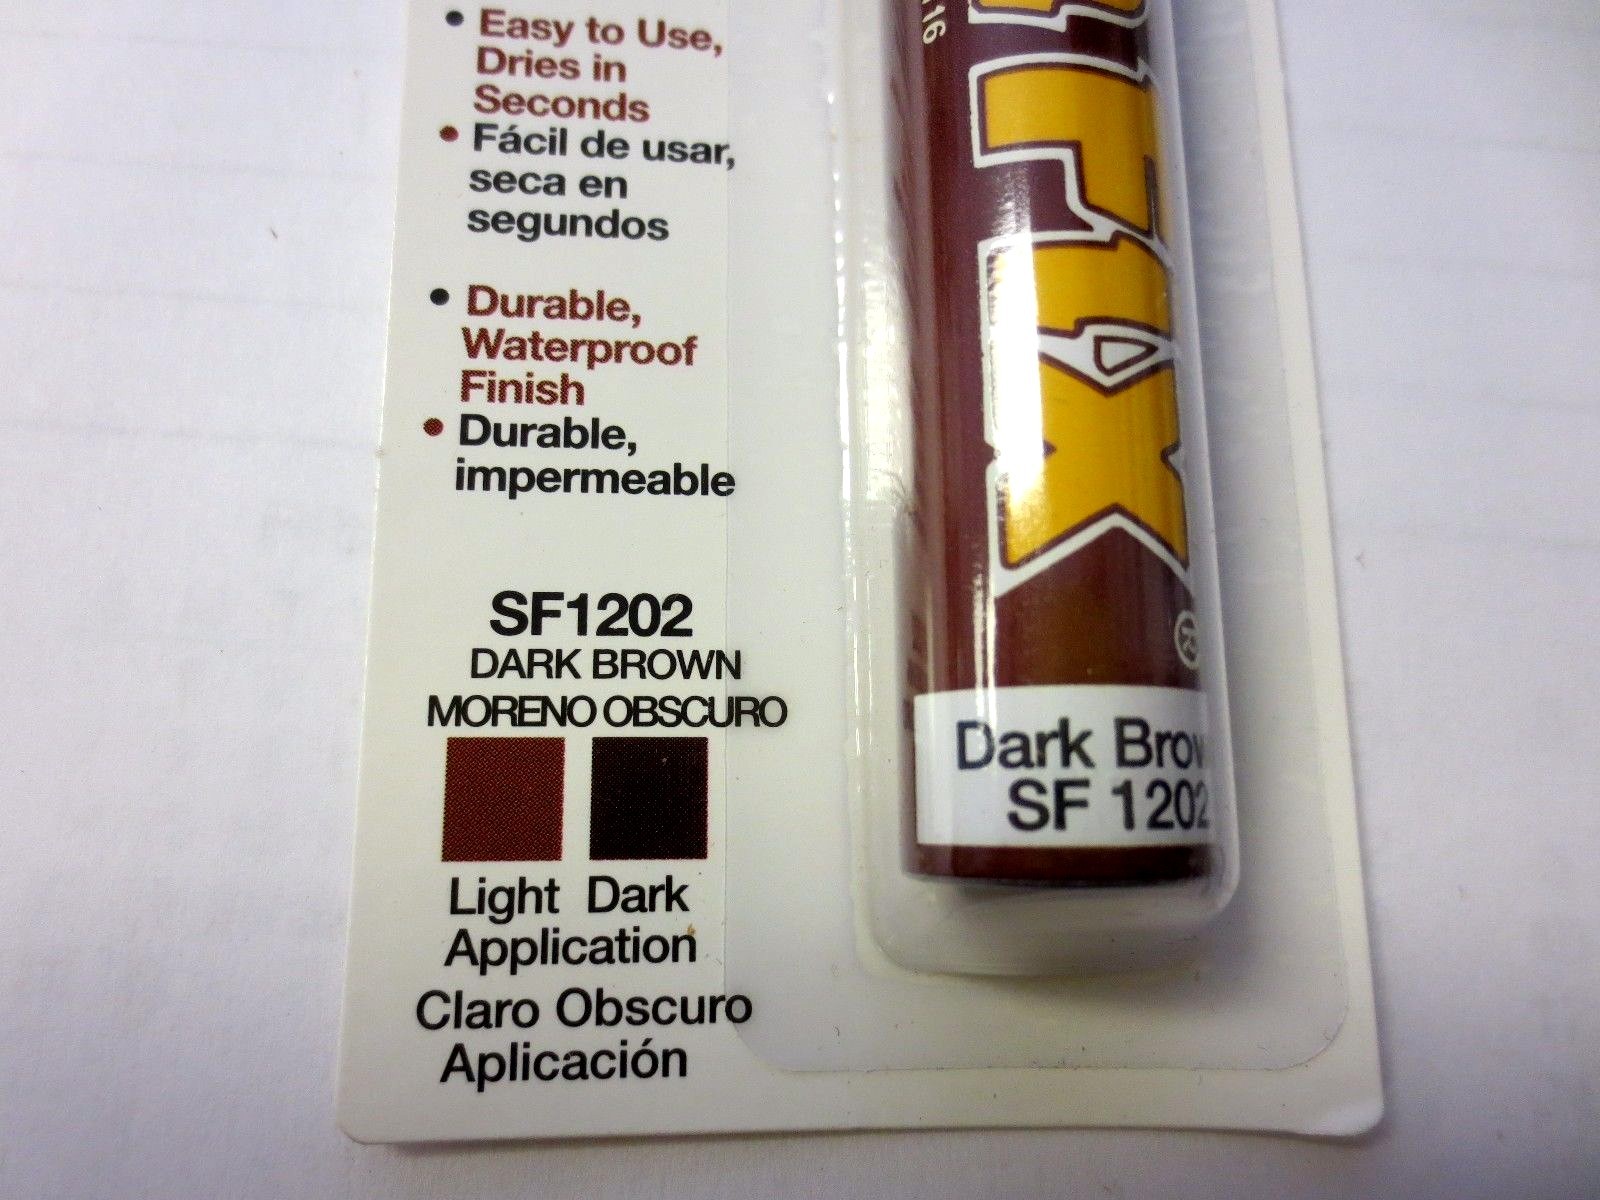 • Easy to Use,
Dries in
Seconds
• Fácil de usar,
seca en
segundos
• Durable,
Waterproof
Finish
• Durable,
impermeable
SF1202
DARK BROWN
MORENO OBSCURO
Light Dark
Application
Claro Obscuro
Aplicación
®
Dark Brow
SF 1202